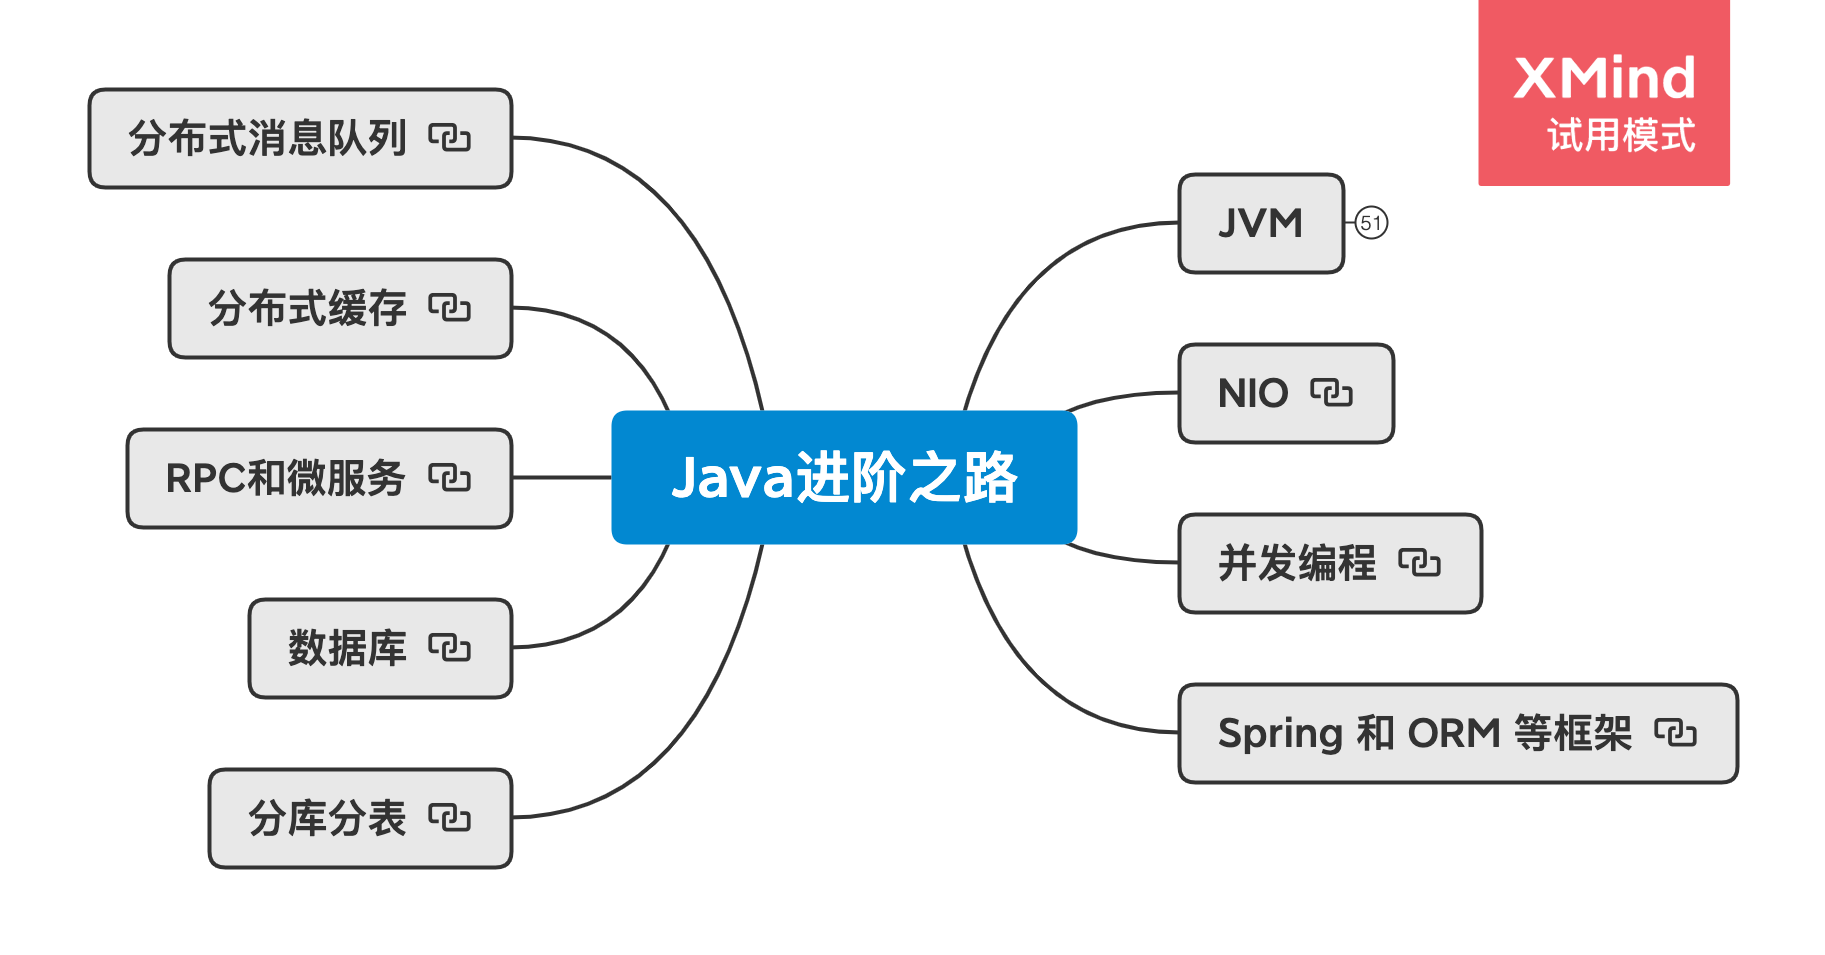 XMind
试用模式
分布式消息队列
分布式缓存
RPC和微服务
数据库
分库分表
Java进阶之路
JVM
51
NIO
并发编程
Spring 和 ORM 等框架